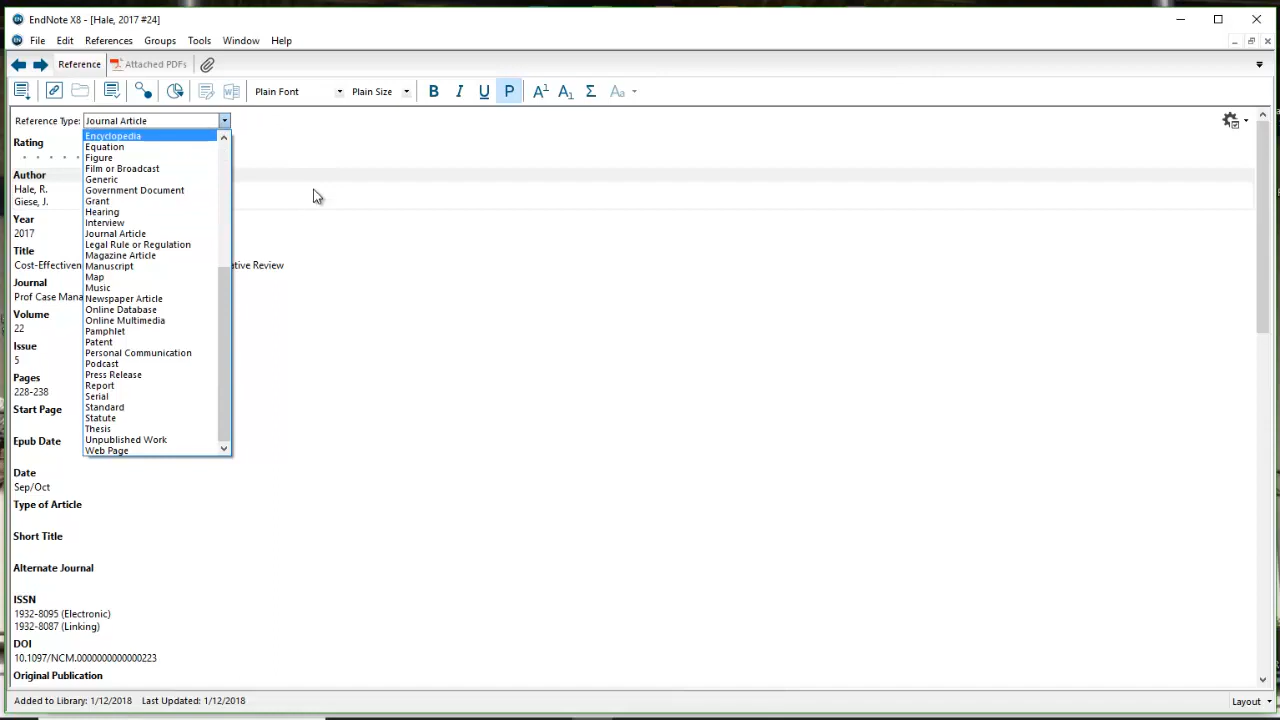 EndNote X8 - [Hale, 2017 #24]
File Edit References Groups Tools Window Help
Reference Attached PDFs
Plain Font Plain Size B I U P A¹ A₁ Σ Aa
Reference Type: Journal Article
Encyclopedia
Rating
Equation
Figure
Film or Broadcast
Author
Generic
Hale, R.
Government Document
Giese, J.
Grant
Hearing
Year
Interview
2017
Journal Article
Title
Legal Rule or Regulation
Magazine Article
Cost-Effectiven ative Review
Manuscript
Map
Journal
Music
Prof Case Mana
Newspaper Article
Online Database
Volume
Online Multimedia
22
Pamphlet
Issue
Patent
5
Personal Communication
Podcast
Pages
Press Release
228-238
Report
Serial
Start Page
Standard
Statute
Thesis
Epub Date
Unpublished Work
Web Page
Date
Sep/Oct
Type of Article
Short Title
Alternate Journal
ISSN
1932-8095 (Electronic)
1932-8087 (Linking)
DOI
10.1097/NCM.0000000000000223
Original Publication
Added to Library: 1/12/2018 Last Updated: 1/12/2018 Layout